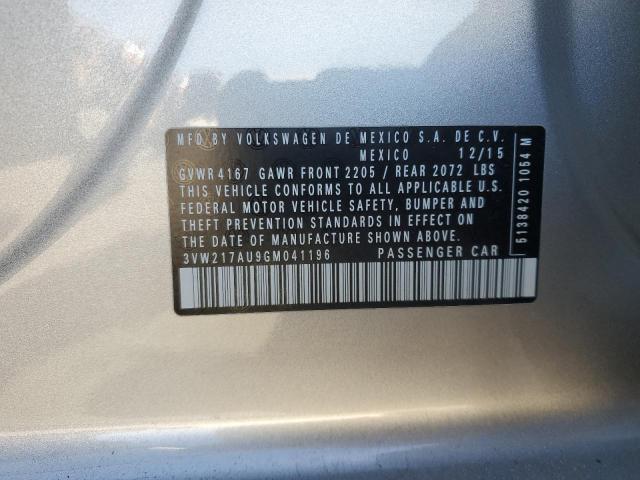 MFD BY VOLKSWAGEN DE MEXICO S.A. DE C.V.
MEXICO 12/15
GVWR 4167 GAWR FRONT 2205 / REAR 2072 LBS
THIS VEHICLE CONFORMS TO ALL APPLICABLE U.S.
FEDERAL MOTOR VEHICLE SAFETY, BUMPER AND
THEFT PREVENTION STANDARDS IN EFFECT ON
THE DATE OF MANUFACTURE SHOWN ABOVE.
3VW217AU9GM041196 PASSENGER CAR
5138420 1054 M